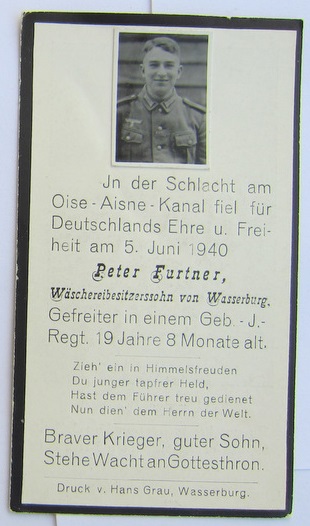 Jn der Schlacht am
Oise-Aisne-Kanal fiel für
Deutschlands Ehre u. Frei-
heit am 5. Juni 1940
Peter Furtner,
Wäschereibesitzerssohn von Wasserburg.
Gefreiter in einem Geb.-J.-
Regt. 19 Jahre 8 Monate alt.
Zieh' ein in Himmelsfreuden
Du junger tapfrer Held,
Hast dem Führer treu gedienet
Nun dien' dem Herrn der Welt.
Braver Krieger, guter Sohn,
Stehe Wacht an Gottesthron.
Druck v. Hans Grau, Wasserburg.